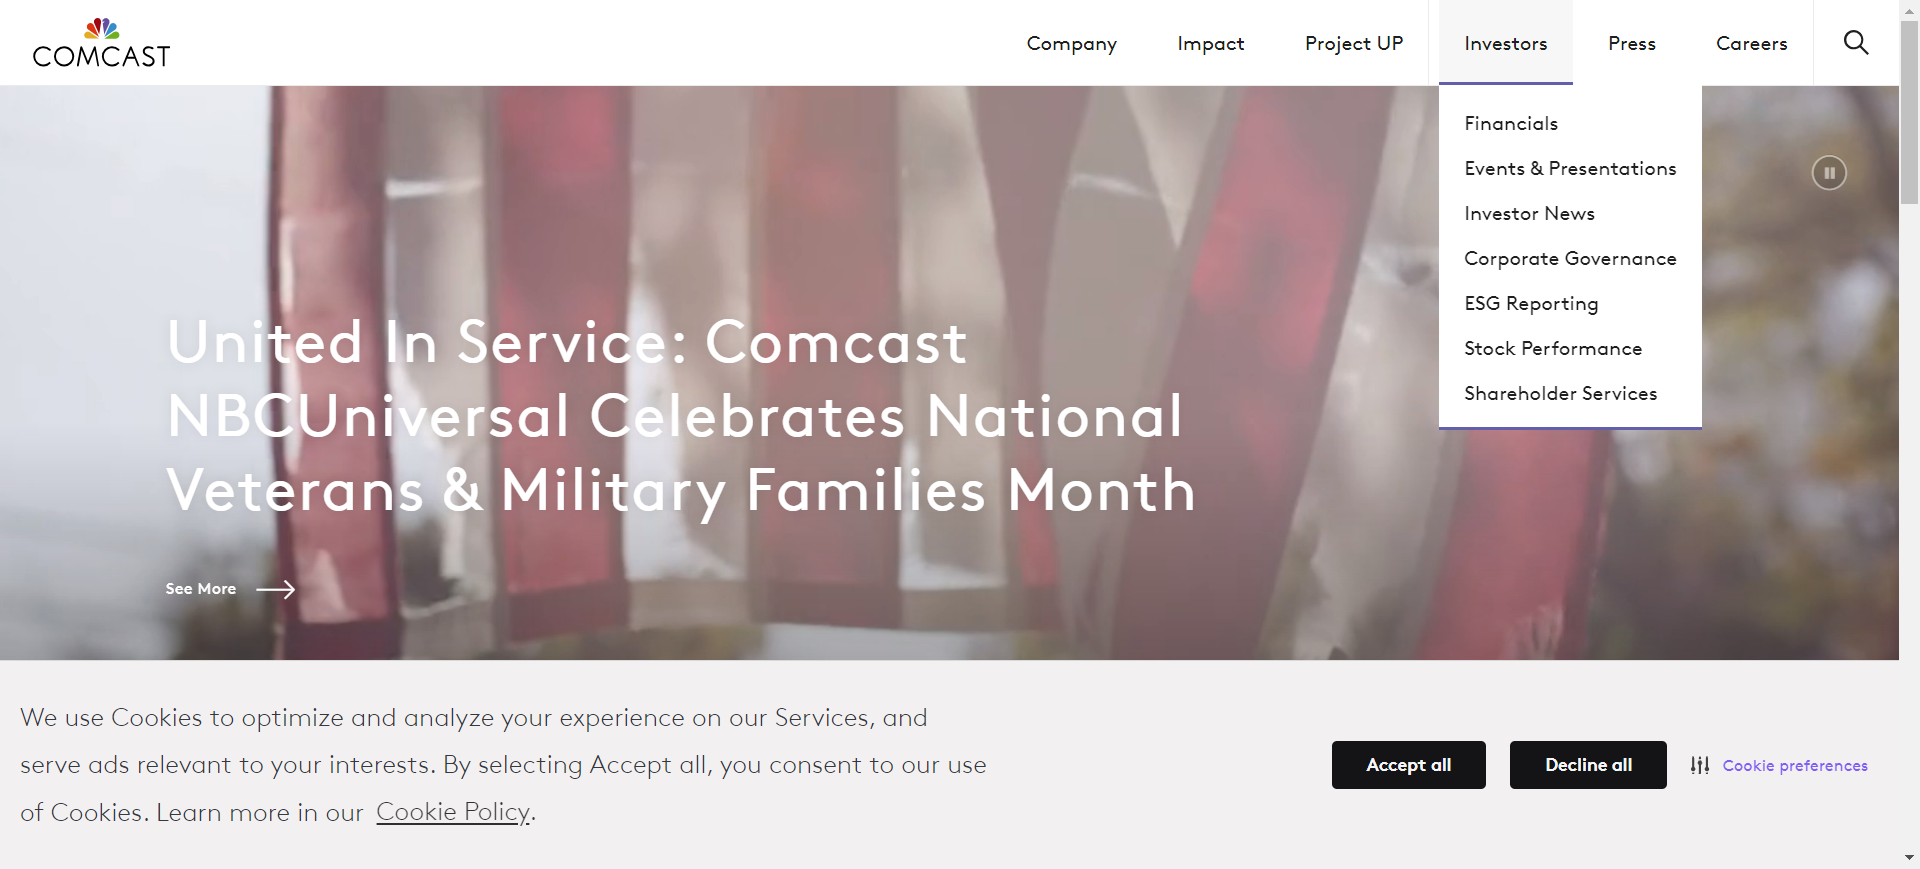 COMCAST
Company
Impact
Project UP
Investors
Press
Careers
Financials
Events & Presentations
Investor News
Corporate Governance
ESG Reporting
Stock Performance
Shareholder Services
United In Service: Comcast
NBCUniversal Celebrates National
Veterans & Military Families Month
See More
We use Cookies to optimize and analyze your experience on our Services, and
serve ads relevant to your interests. By selecting Accept all, you consent to our use
of Cookies. Learn more in our Cookie Policy.
Accept all
Decline all
Cookie preferences